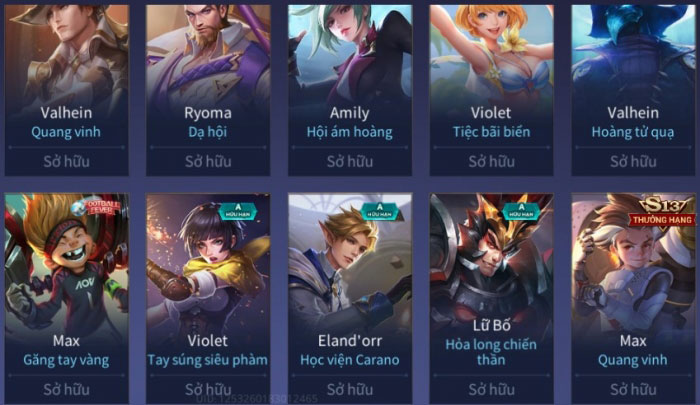 Valhein
Quang vinh
Sở hữu
Ryoma
Dạ hội
Sở hữu
Amily
Hội ám hoàng
Sở hữu
Violet
Tiệc bãi biển
Sở hữu
Valhein
Hoàng tử quạ
Sở hữu
FOOTBALL
FEVER
AOV
Max
Găng tay vàng
Sở hữu
A
HỮU HẠN
Violet
Tay súng siêu phàm
Sở hữu
A
HỮU HẠN
Eland'orr
Học viện Carano
Sở hữu
A
HỮU HẠN
Lữ Bố
Hỏa long chiến
thần
Sở hữu
S137
THƯỞNG HẠNG
Max
Quang vinh
Sở hữu
UID:1253260183012465